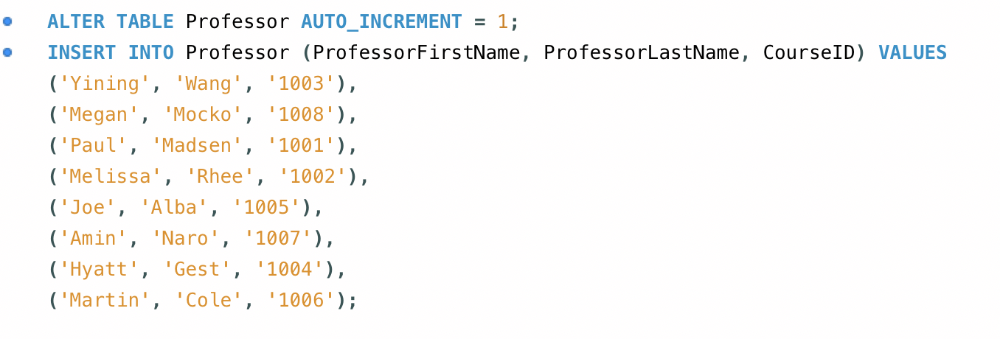 ALTER TABLE Professor AUTO_INCREMENT = 1;
INSERT INTO Professor (ProfessorFirstName, ProfessorLastName, CourseID) VALUES
('Yining', 'Wang', '1003'),
('Megan', 'Mocko', '1008'),
('Paul', 'Madsen', '1001'),
('Melissa', 'Rhee', '1002'),
('Joe', 'Alba', '1005'),
('Amin', 'Naro', '1007'),
('Hyatt', 'Gest', '1004'),
('Martin', 'Cole', '1006');